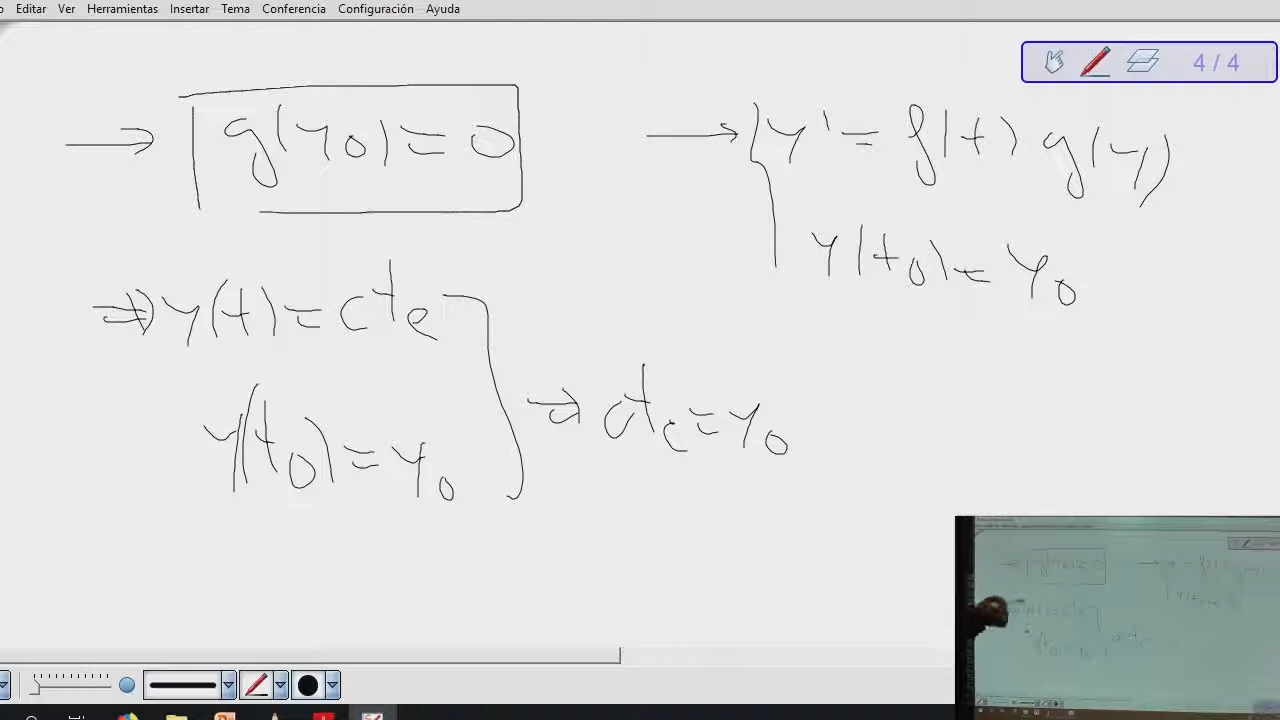 Editar Ver Herramientas Insertar Tema Conferencia Configuración Ayuda
4 / 4
→ g(y0) = 0
→ y' = f(t) g(y)
y(t0) = y0
⇒ y(t) = cte
y(t0) = y0
→ cte = y0